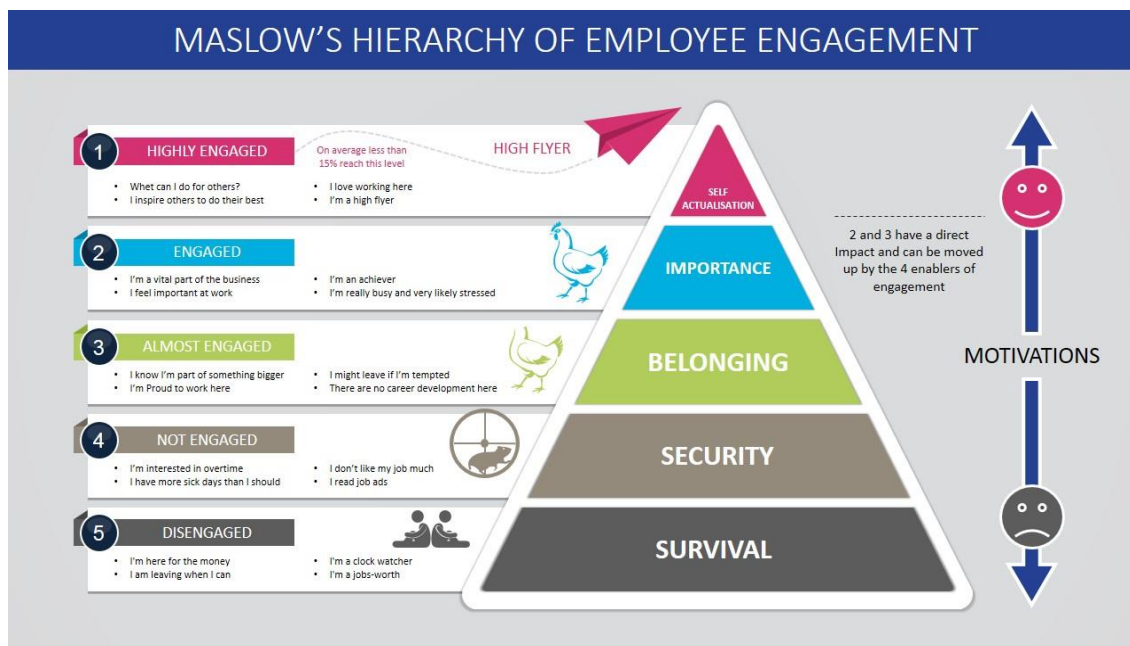 MASLOW'S HIERARCHY OF EMPLOYEE ENGAGEMENT
1
HIGHLY ENGAGED
On average less than
15% reach this level
HIGH FLYER
• Whet can I do for others?
• I inspire others to do their best
• I love working here
• I'm a high flyer
SELF
ACTUALISATION
2
ENGAGED
• I'm a vital part of the business
• I feel important at work
• I'm an achiever
• I'm really busy and very likely stressed
IMPORTANCE
2 and 3 have a direct
Impact and can be moved
up by the 4 enablers of
engagement
3
ALMOST ENGAGED
• I know I'm part of something bigger
• I'm Proud to work here
• I might leave if I'm tempted
• There are no career development here
BELONGING
MOTIVATIONS
4
NOT ENGAGED
• I'm interested in overtime
• I have more sick days than I should
• I don't like my job much
• I read job ads
SECURITY
5
DISENGAGED
• I'm here for the money
• I am leaving when I can
• I'm a clock watcher
• I'm a jobs-worth
SURVIVAL